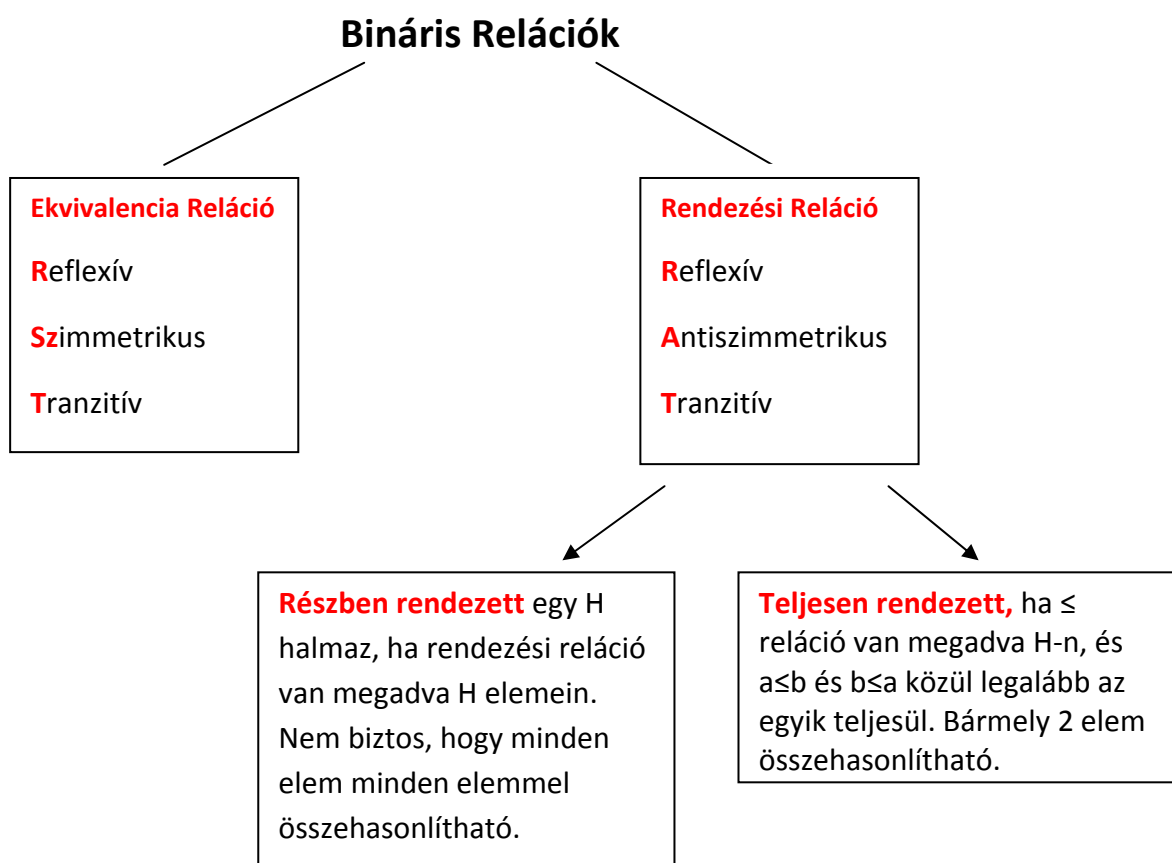 Bináris Relációk
Ekvivalencia Reláció
Reflexív
Szimmetrikus
Tranzitív
Rendezési Reláció
Reflexív
Antiszimmetrikus
Tranzitív
Részben rendezett egy H
halmaz, ha rendezési reláció
van megadva H elemein.
Nem biztos, hogy minden
elem minden elemmel
összehasonlítható.
Teljesen rendezett, ha ≤
reláció van megadva H-n, és
a≤b és b≤a közül legalább az
egyik teljesül. Bármely 2 elem
összehasonlítható.